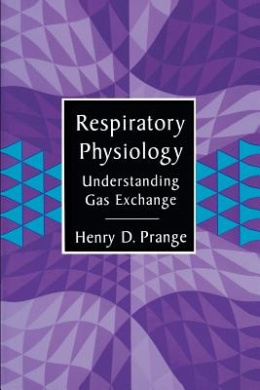 Respiratory
Physiology
Understanding
Gas Exchange
Henry D. Prange